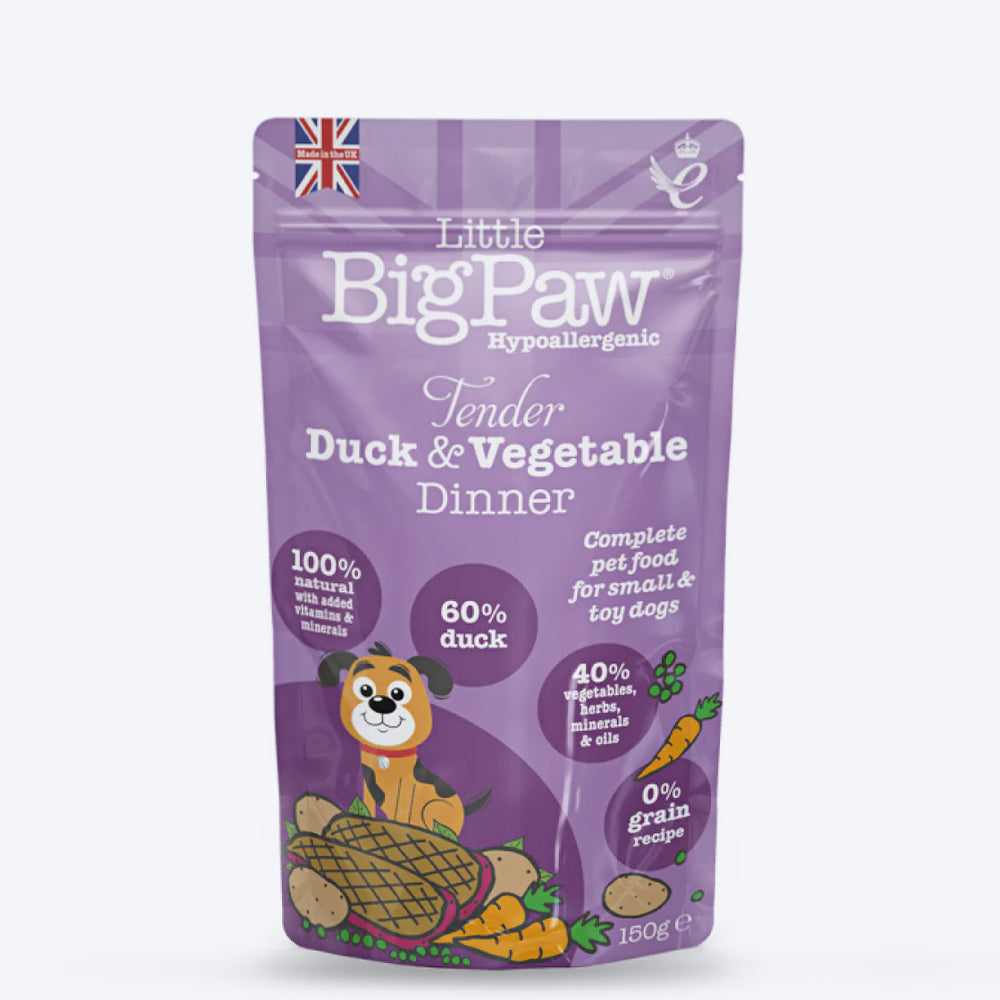 Made in the UK
e
Little
BigPaw®
Hypoallergenic
Tender
Duck & Vegetable
Dinner
Complete
pet food
for small &
toy dogs
100%
natural
with added
vitamins &
minerals
60%
duck
40%
vegetables,
herbs,
minerals
& oils
0%
grain
recipe
150g ℮